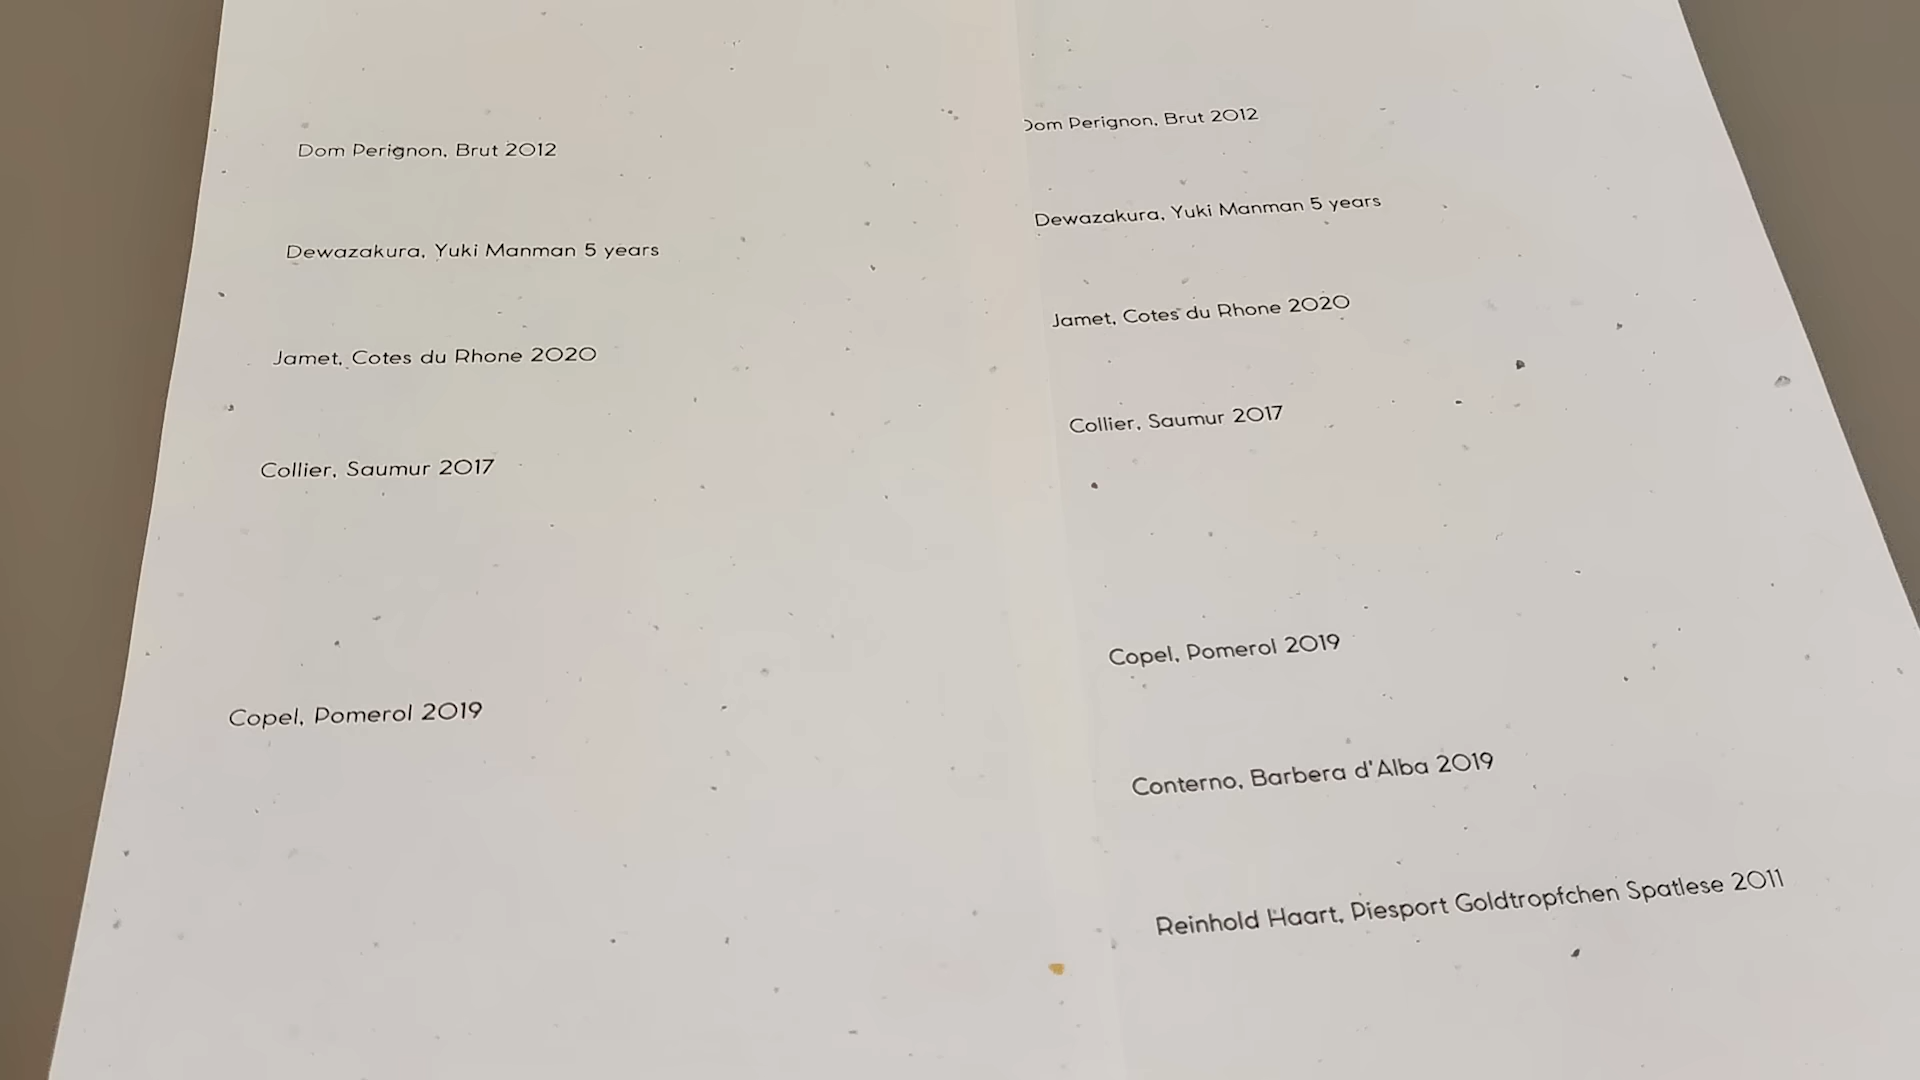 Dom Perignon, Brut 2012
Dewazakura, Yuki Manman 5 years
Jamet, Cotes du Rhone 2020
Collier, Saumur 2017
Copel, Pomerol 2019
Dom Perignon, Brut 2012
Dewazakura, Yuki Manman 5 years
Jamet, Cotes du Rhone 2020
Collier, Saumur 2017
Copel, Pomerol 2019
Conterno, Barbera d'Alba 2019
Reinhold Haart, Piesport Goldtropfchen Spatlese 2011